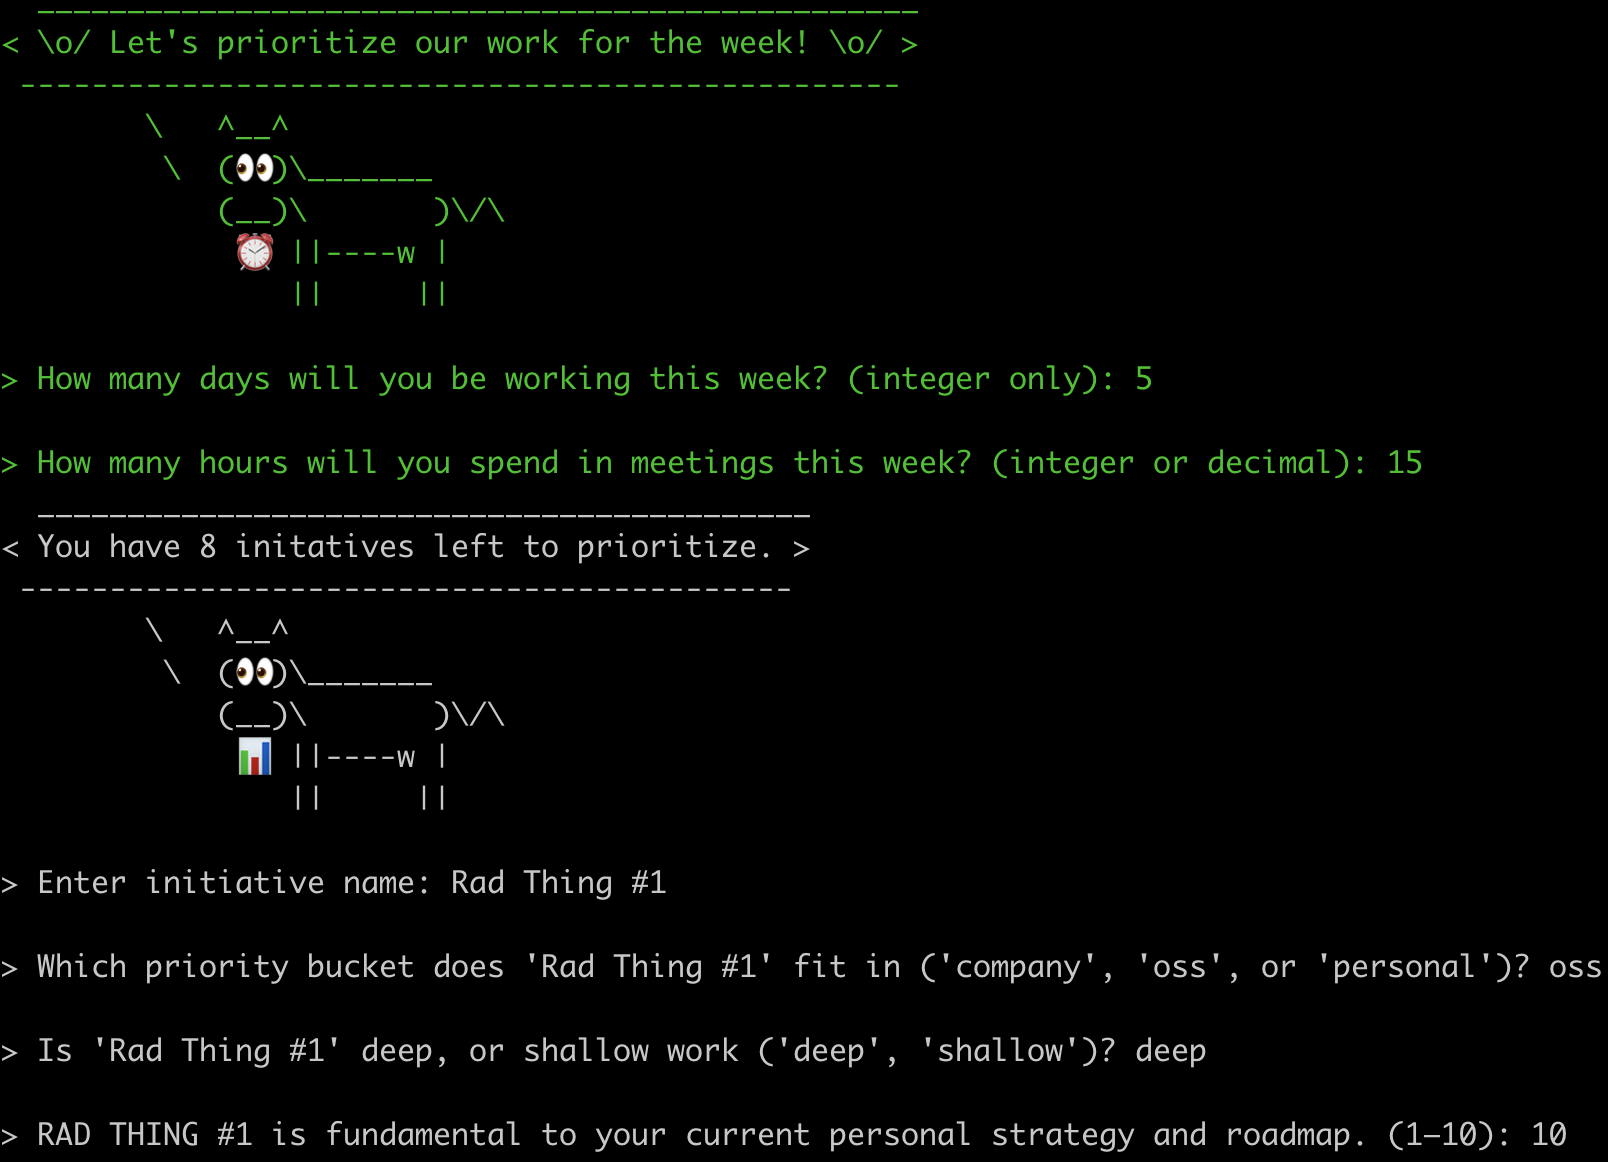 _________________________________________________
< \o/ Let's prioritize our work for the week! \o/ >
 -------------------------------------------------
        \   ^__^
         \  (👀)\_______
            (__)\       )\/\
             ⏰ ||----w |
                ||     ||
> How many days will you be working this week? (integer only): 5
> How many hours will you spend in meetings this week? (integer or decimal): 15
  ___________________________________________
< You have 8 initatives left to prioritize. >
 -------------------------------------------
        \   ^__^
         \  (👀)\_______
            (__)\       )\/\
             📊 ||----w |
                ||     ||
> Enter initiative name: Rad Thing #1
> Which priority bucket does 'Rad Thing #1' fit in ('company', 'oss', or 'personal')? oss
> Is 'Rad Thing #1' deep, or shallow work ('deep', 'shallow')? deep
> RAD THING #1 is fundamental to your current personal strategy and roadmap. (1–10): 10